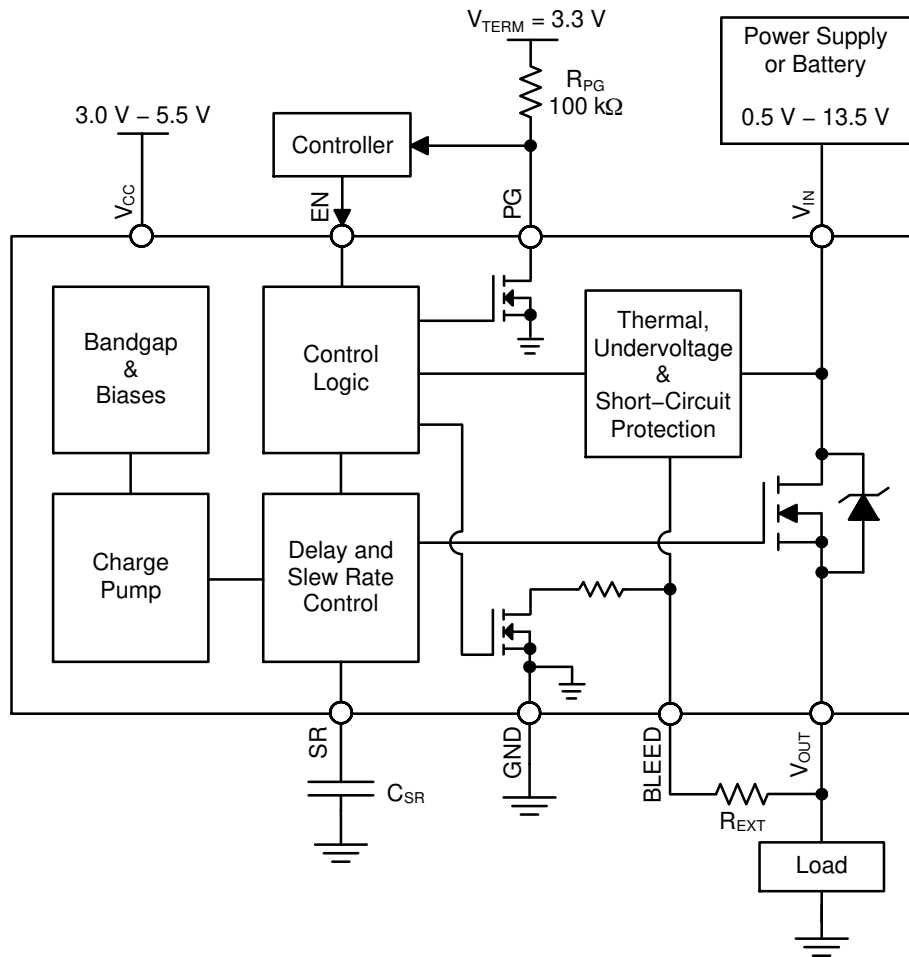 V_TERM = 3.3 V
R_PG
100 kΩ
Power Supply
or Battery
0.5 V – 13.5 V
3.0 V – 5.5 V
Controller
V_CC
EN
PG
V_IN
Bandgap
&
Biases
Control
Logic
Thermal,
Undervoltage
&
Short–Circuit
Protection
Charge
Pump
Delay and
Slew Rate
Control
SR
GND
BLEED
V_OUT
C_SR
R_EXT
Load